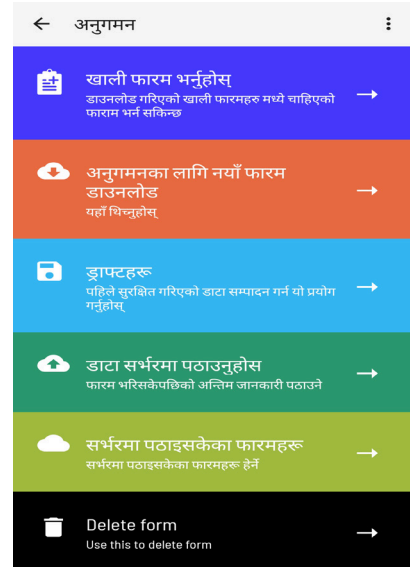 अनुगमन
खाली फारम भर्नुहोस्
डाउनलोड गरिएको खाली फारमहरु मध्ये चाहिएको
फाराम भर्न सकिन्छ
अनुगमनका लागि नयाँ फारम
डाउनलोड
यहाँ थिच्नुहोस्
ड्राफ्टहरू
पहिले सुरक्षित गरिएको डाटा सम्पादन गर्न यो प्रयोग
गर्नुहोस्
डाटा सर्भरमा पठाउनुहोस
फारम भरिसकेपछिको अन्तिम जानकारी पठाउने
सर्भरमा पठाइसकेका फारमहरू
सर्भरमा पठाइसकेका फारमहरू हेर्ने
Delete form
Use this to delete form